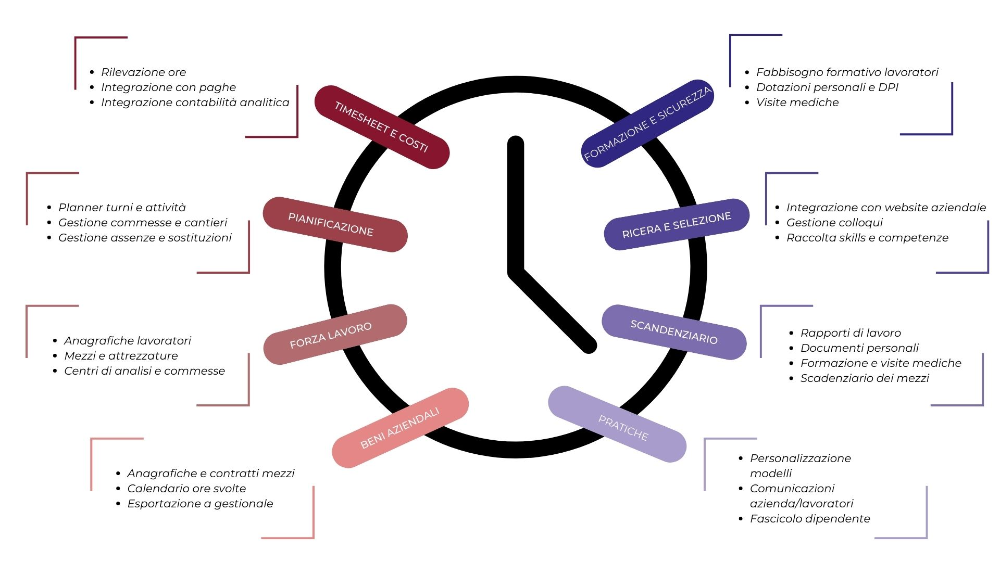 • Rilevazione ore
• Integrazione con paghe
• Integrazione contabilità analitica
TIMESHEET E COSTI
• Planner turni e attività
• Gestione commesse e cantieri
• Gestione assenze e sostituzioni
PIANIFICAZIONE
• Anagrafiche lavoratori
• Mezzi e attrezzature
• Centri di analisi e commesse
FORZA LAVORO
• Anagrafiche e contratti mezzi
• Calendario ore svolte
• Esportazione a gestionale
BENI AZIENDALI
FORMAZIONE E SICUREZZA
• Fabbisogno formativo lavoratori
• Dotazioni personali e DPI
• Visite mediche
RICERA E SELEZIONE
• Integrazione con website aziendale
• Gestione colloqui
• Raccolta skills e competenze
SCANDENZIARIO
• Rapporti di lavoro
• Documenti personali
• Formazione e visite mediche
• Scadenziario dei mezzi
PRATICHE
• Personalizzazione
modelli
• Comunicazioni
azienda/lavoratori
• Fascicolo dipendente